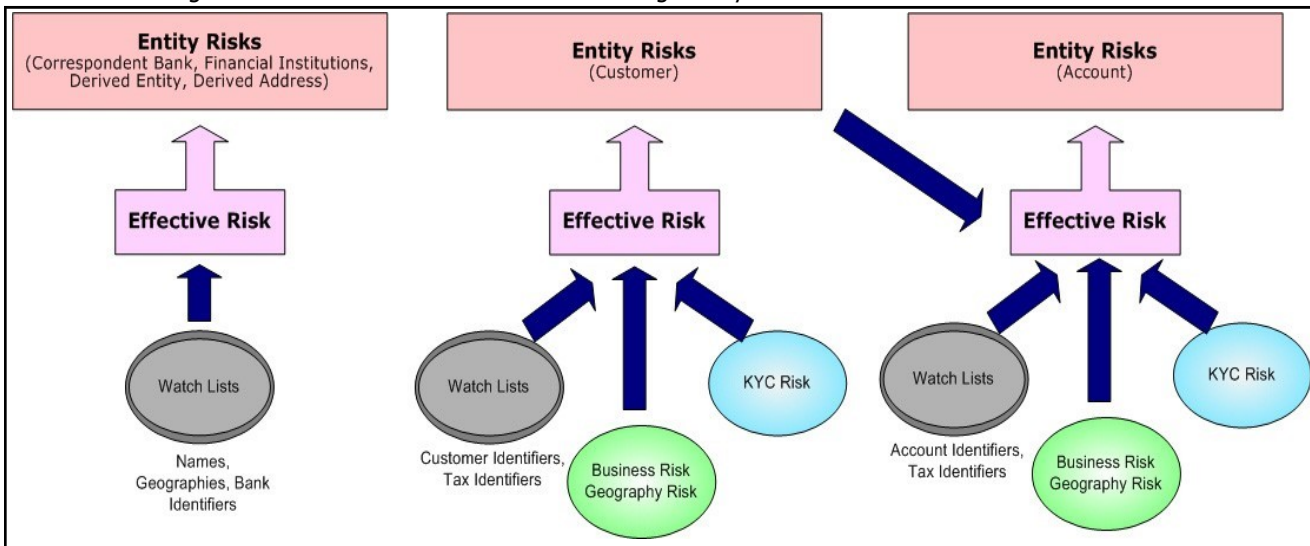 Entity Risks
(Correspondent Bank, Financial Institutions,
Derived Entity, Derived Address)
Entity Risks
(Customer)
Entity Risks
(Account)
Effective Risk
Effective Risk
Effective Risk
Watch Lists
Names,
Geographies, Bank
Identifiers
Watch Lists
Customer Identifiers,
Tax Identifiers
Business Risk
Geography Risk
KYC Risk
Watch Lists
Account Identifiers,
Tax Identifiers
Business Risk
Geography Risk
KYC Risk